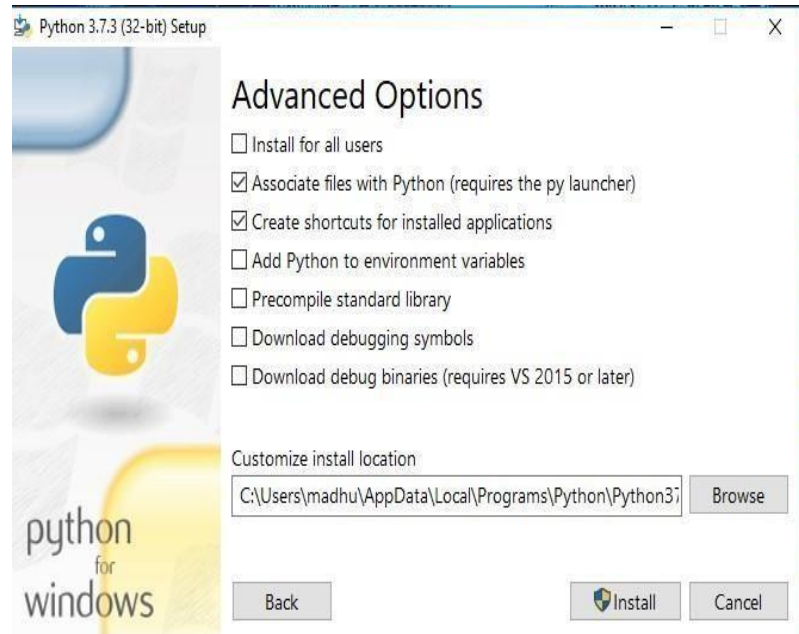 Python 3.7.3 (32-bit) Setup
Advanced Options
Install for all users
Associate files with Python (requires the py launcher)
Create shortcuts for installed applications
Add Python to environment variables
Precompile standard library
Download debugging symbols
Download debug binaries (requires VS 2015 or later)
Customize install location
C:\Users\madhu\AppData\Local\Programs\Python\Python37
Browse
python
for
windows
Back
Install
Cancel